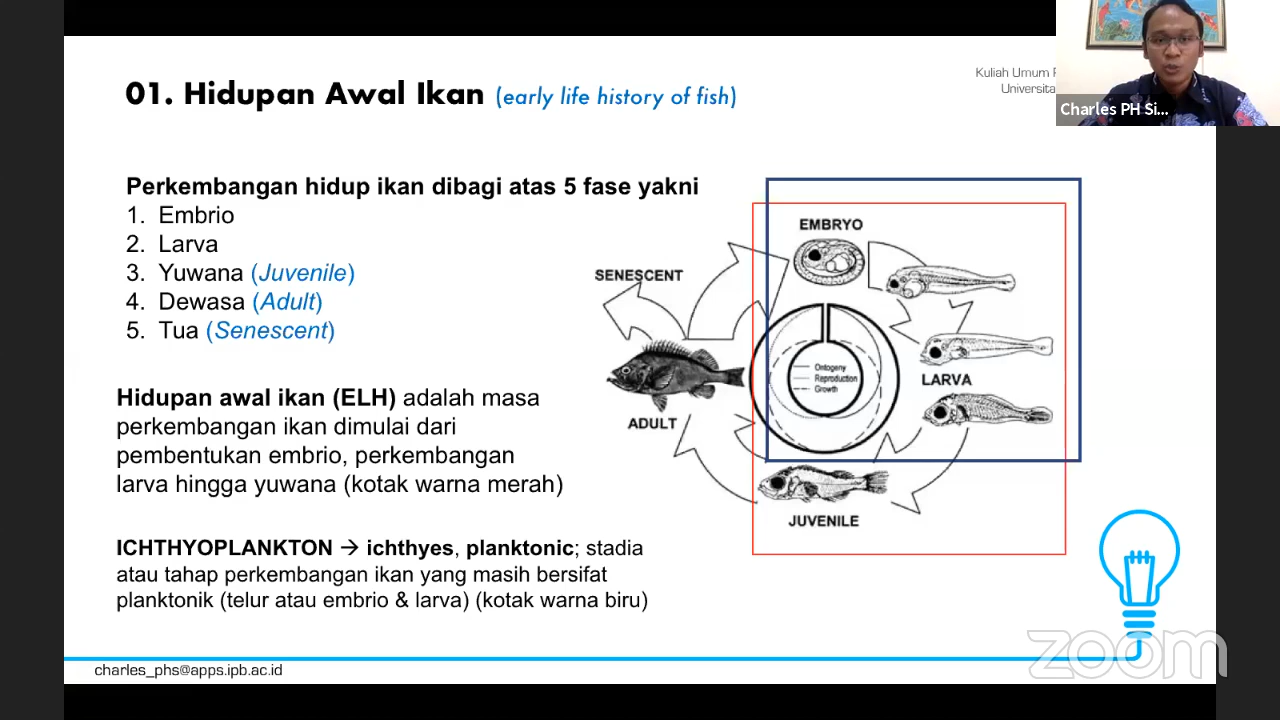 01. Hidupan Awal Ikan (early life history of fish)
Kuliah Umum
Charles PH Si...
Perkembangan hidup ikan dibagi atas 5 fase yakni
1. Embrio
2. Larva
3. Yuwana (Juvenile)
4. Dewasa (Adult)
5. Tua (Senescent)
Hidupan awal ikan (ELH) adalah masa
perkembangan ikan dimulai dari
pembentukan embrio, perkembangan
larva hingga yuwana (kotak warna merah)
ICHTHYOPLANKTON → ichthyes, planktonic; stadia
atau tahap perkembangan ikan yang masih bersifat
planktonik (telur atau embrio & larva) (kotak warna biru)
EMBRYO
SENESCENT
Ontogeny
Reproduction
Growth
LARVA
ADULT
JUVENILE
zoom
charles_phs@apps.ipb.ac.id